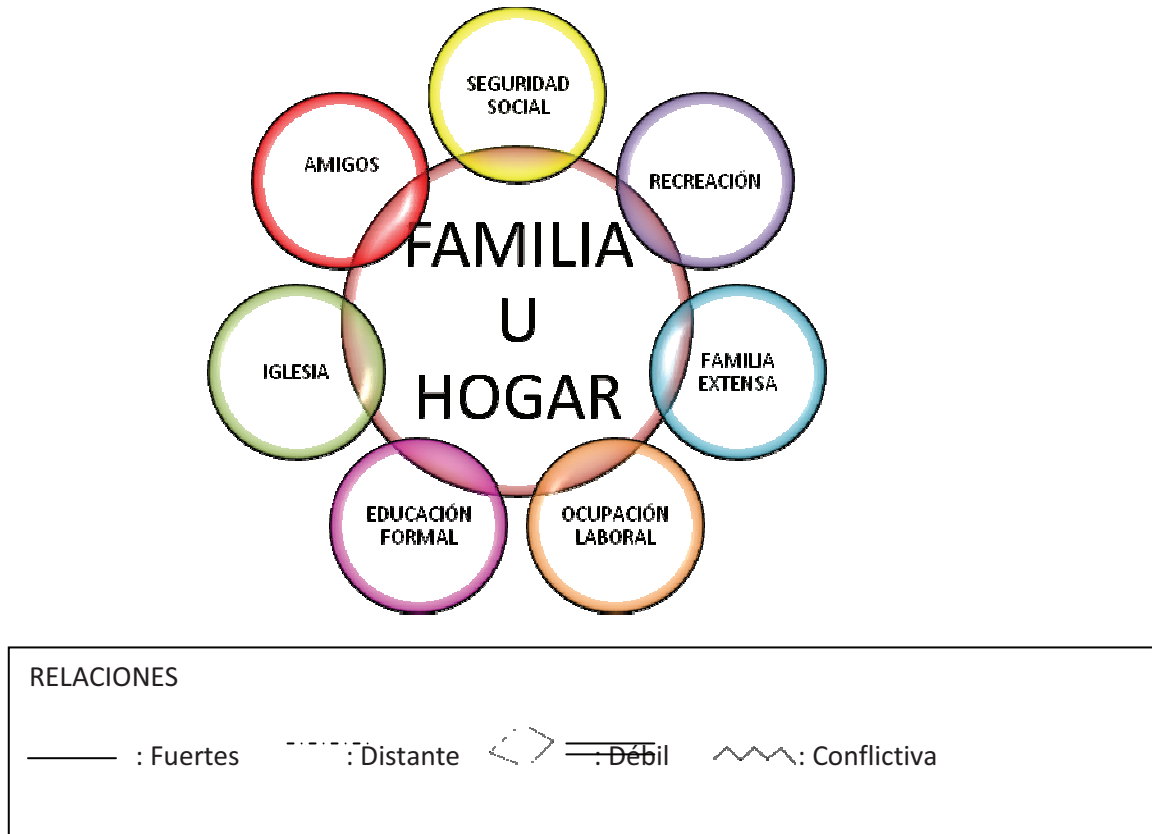 SEGURIDAD
SOCIAL
AMIGOS
RECREACIÓN
FAMILIA
U
HOGAR
IGLESIA
FAMILIA
EXTENSA
EDUCACIÓN
FORMAL
OCUPACIÓN
LABORAL
RELACIONES
: Fuertes : Distante : Débil : Conflictiva